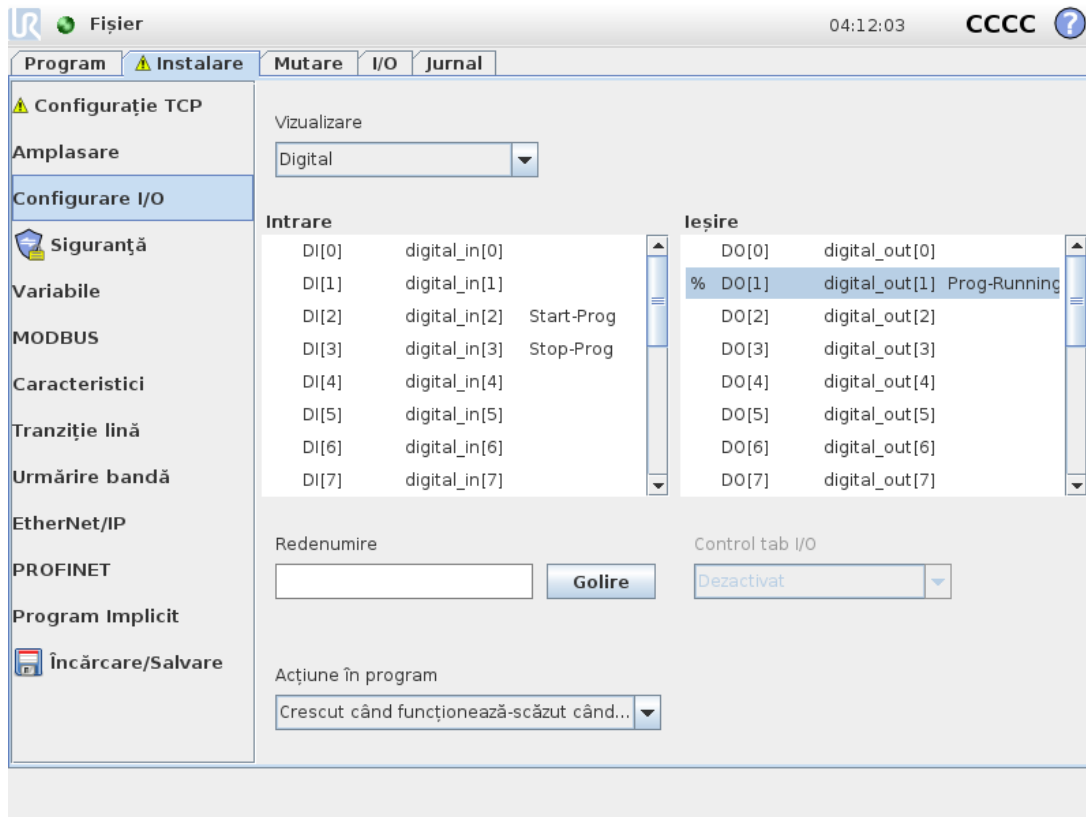 UR Fișier 04:12:03 CCCC ?
Program Instalare Mutare I/O Jurnal
Configurație TCP
Amplasare
Configurare I/O
Siguranță
Variabile
MODBUS
Caracteristici
Tranziție lină
Urmărire bandă
EtherNet/IP
PROFINET
Program Implicit
Încărcare/Salvare
Vizualizare
Digital
Intrare
DI[0] digital_in[0]
DI[1] digital_in[1]
DI[2] digital_in[2] Start-Prog
DI[3] digital_in[3] Stop-Prog
DI[4] digital_in[4]
DI[5] digital_in[5]
DI[6] digital_in[6]
DI[7] digital_in[7]
Ieșire
DO[0] digital_out[0]
% DO[1] digital_out[1] Prog-Running
DO[2] digital_out[2]
DO[3] digital_out[3]
DO[4] digital_out[4]
DO[5] digital_out[5]
DO[6] digital_out[6]
DO[7] digital_out[7]
Redenumire
Golire
Control tab I/O
Dezactivat
Acțiune în program
Crescut când funcționează-scăzut când...